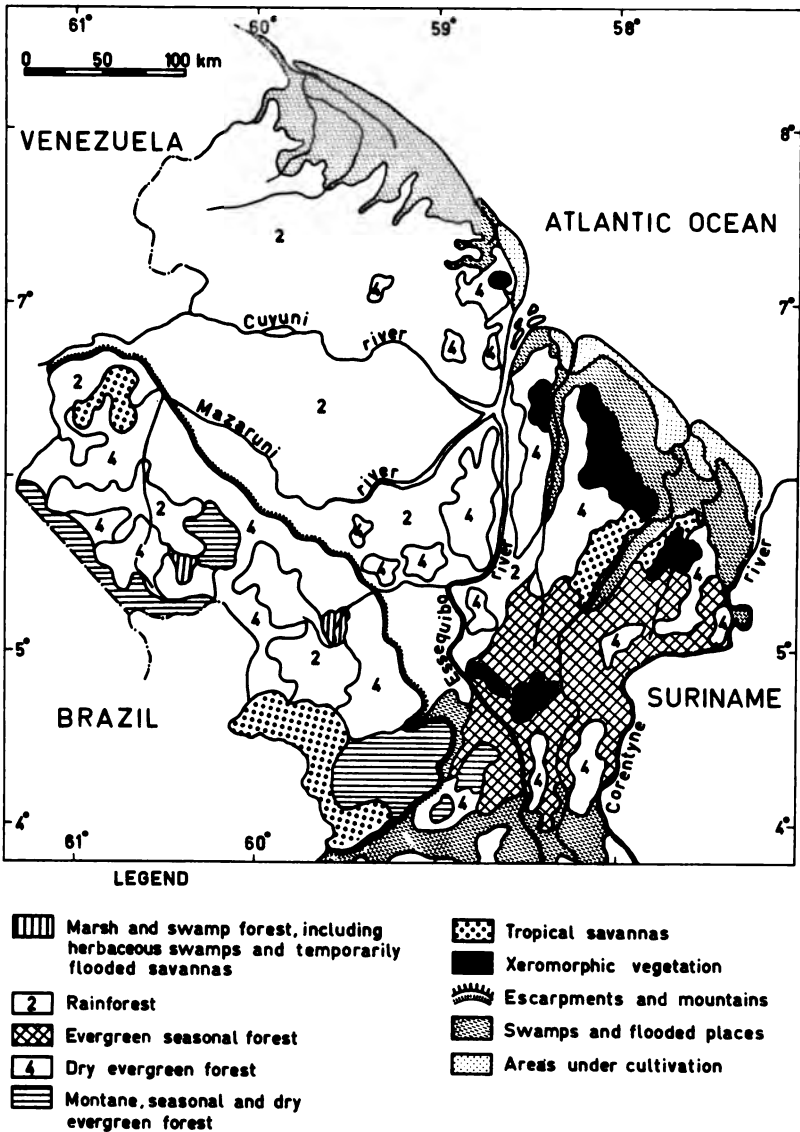 61° 60° 59° 58°
0 50 100 km
VENEZUELA
8°
ATLANTIC OCEAN
2
7° 7°
4 4
Cuyuni river
4 4
2
2
Mazaruni river
4
4
4
2
4 2 4
4
4
4 4
2
river
river
4
4
4
5° 5°
Essequibo
4 4
2
4
BRAZIL
SURINAME
Corentyne
4 4
4
4° 4°
61° 60°
LEGEND
Marsh and swamp forest, including
herbaceous swamps and temporarily
flooded savannas
2 Rainforest
Evergreen seasonal forest
4 Dry evergreen forest
Montane, seasonal and dry
evergreen forest
Tropical savannas
Xeromorphic vegetation
Escarpments and mountains
Swamps and flooded places
Areas under cultivation